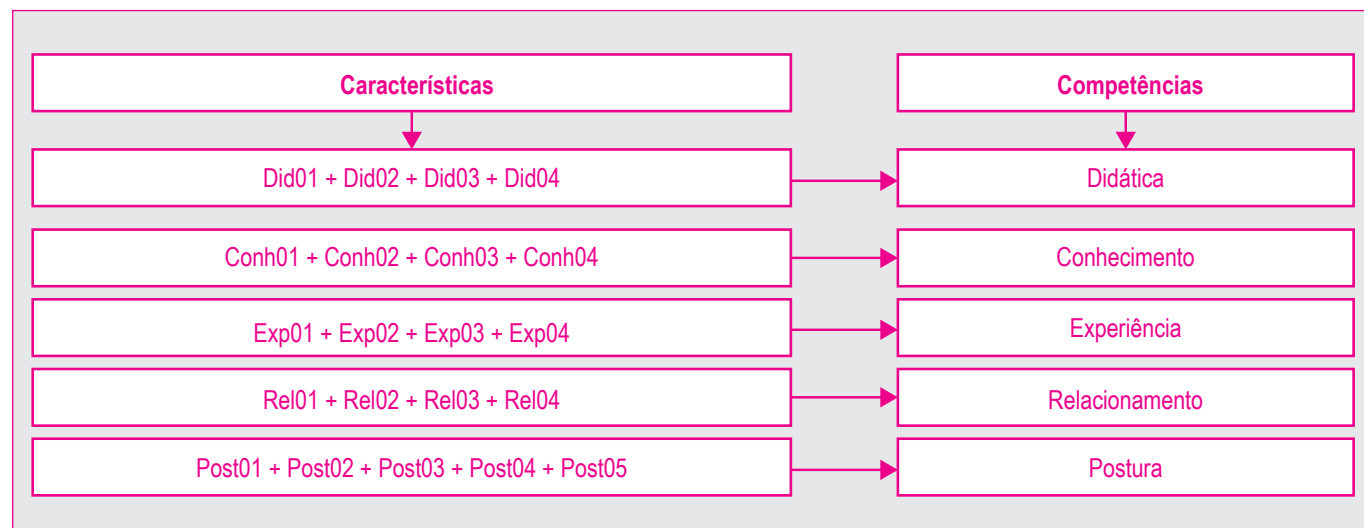 Características
Competências
Did01 + Did02 + Did03 + Did04
Didática
Conh01 + Conh02 + Conh03 + Conh04
Conhecimento
Exp01 + Exp02 + Exp03 + Exp04
Experiência
Rel01 + Rel02 + Rel03 + Rel04
Relacionamento
Post01 + Post02 + Post03 + Post04 + Post05
Postura